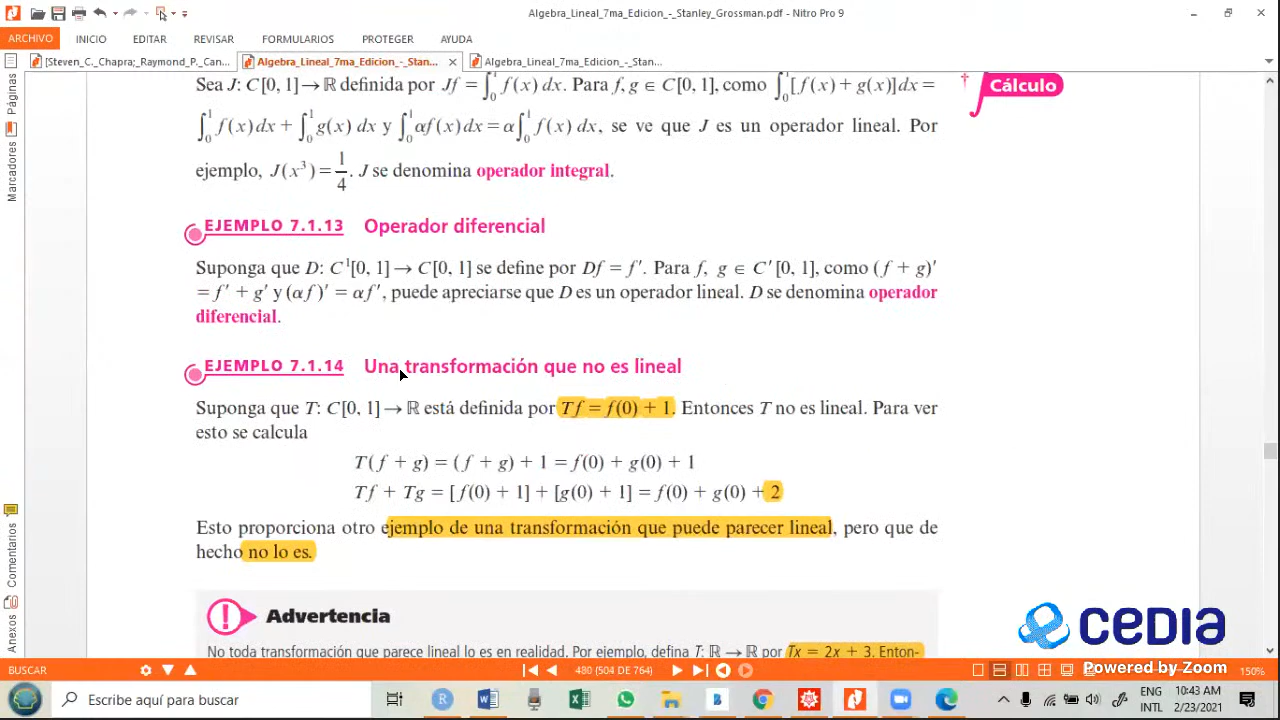 Algebra_Lineal_7ma_Edicion_-_Stanley_Grossman.pdf - Nitro Pro 9
ARCHIVO INICIO EDITAR REVISAR FORMULARIOS PROTEGER AYUDA
[Steven_C._Chapra;_Raymond_P._Can... Algebra_Lineal_7ma_Edicion_-_Stan... × Algebra_Lineal_7ma_Edicion_-_Stanley_G...
Páginas
Marcadores
Comentarios
Anexos
Sea J: C[0, 1] → ℝ definida por Jf = ∫₀¹ f(x) dx. Para f, g ∈ C[0, 1], como ∫₀¹ [f(x) + g(x)]dx =
∫₀¹ f(x)dx + ∫₀¹ g(x) dx y ∫₀¹ αf(x)dx = α∫₀¹ f(x) dx, se ve que J es un operador lineal. Por
ejemplo, J(x³) = 1/4. J se denomina operador integral.
† Cálculo
EJEMPLO 7.1.13 Operador diferencial
Suponga que D: C¹[0, 1] → C[0, 1] se define por Df = f′. Para f, g ∈ C′[0, 1], como (f + g)′
= f′ + g′ y (αf)′ = αf′, puede apreciarse que D es un operador lineal. D se denomina operador
diferencial.
EJEMPLO 7.1.14 Una transformación que no es lineal
Suponga que T: C[0, 1] → ℝ está definida por Tf = f(0) + 1. Entonces T no es lineal. Para ver
esto se calcula
T(f + g) = (f + g) + 1 = f(0) + g(0) + 1
Tf + Tg = [f(0) + 1] + [g(0) + 1] = f(0) + g(0) + 2
Esto proporciona otro ejemplo de una transformación que puede parecer lineal, pero que de
hecho no lo es.
! Advertencia
No toda transformación que parece lineal lo es en realidad. Por ejemplo, defina T: ℝ → ℝ por Tx = 2x + 3. Enton-
cedia
Powered by Zoom
BUSCAR 480 (504 DE 764) 150%
Escribe aquí para buscar
ENG 10:43 AM
INTL 2/23/2021